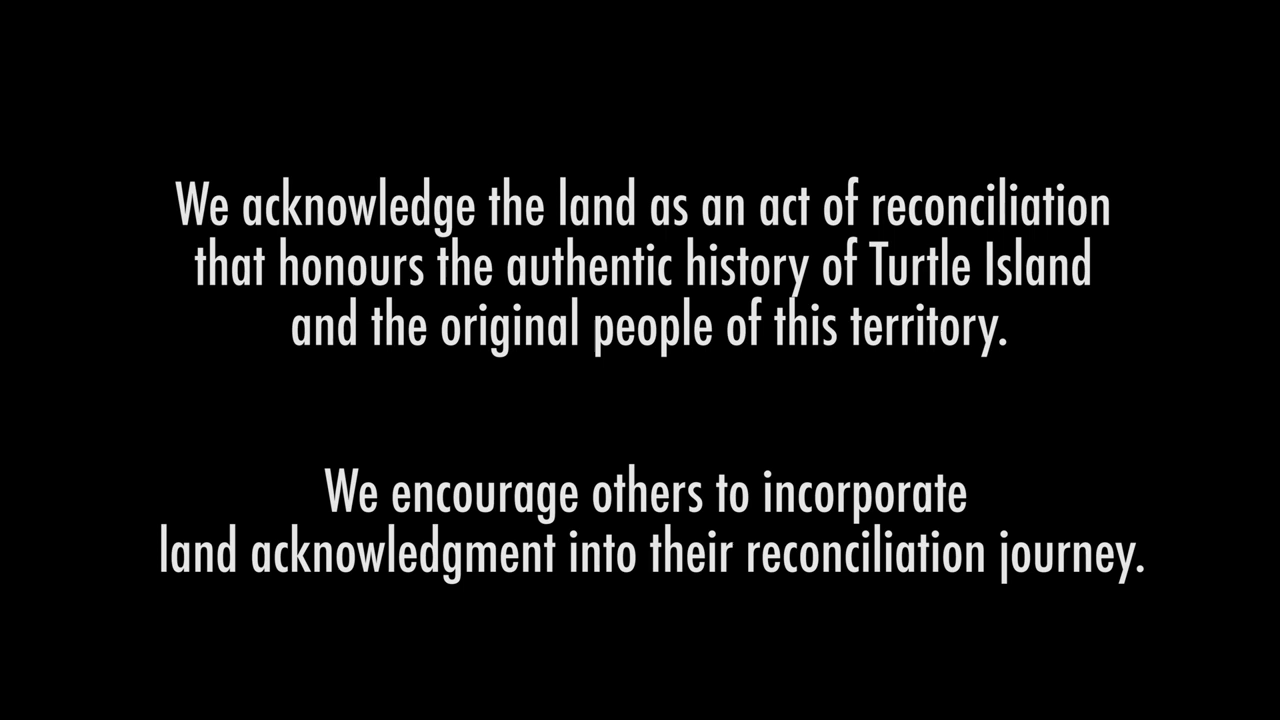 We acknowledge the land as an act of reconciliation
that honours the authentic history of Turtle Island
and the original people of this territory.
We encourage others to incorporate
land acknowledgment into their reconciliation journey.